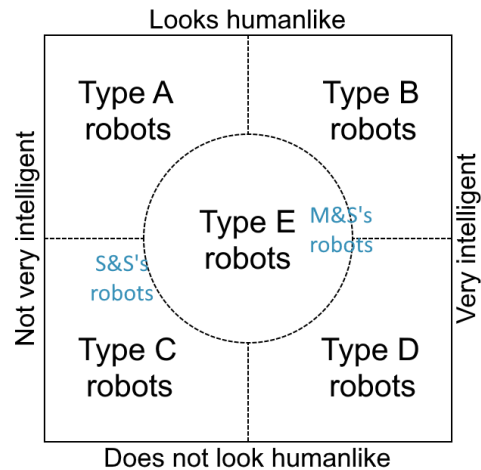 Looks humanlike
Type A
robots
Type B
robots
Not very intelligent
Type E
robots
M&S's
robots
Very intelligent
S&S's
robots
Type C
robots
Type D
robots
Does not look humanlike